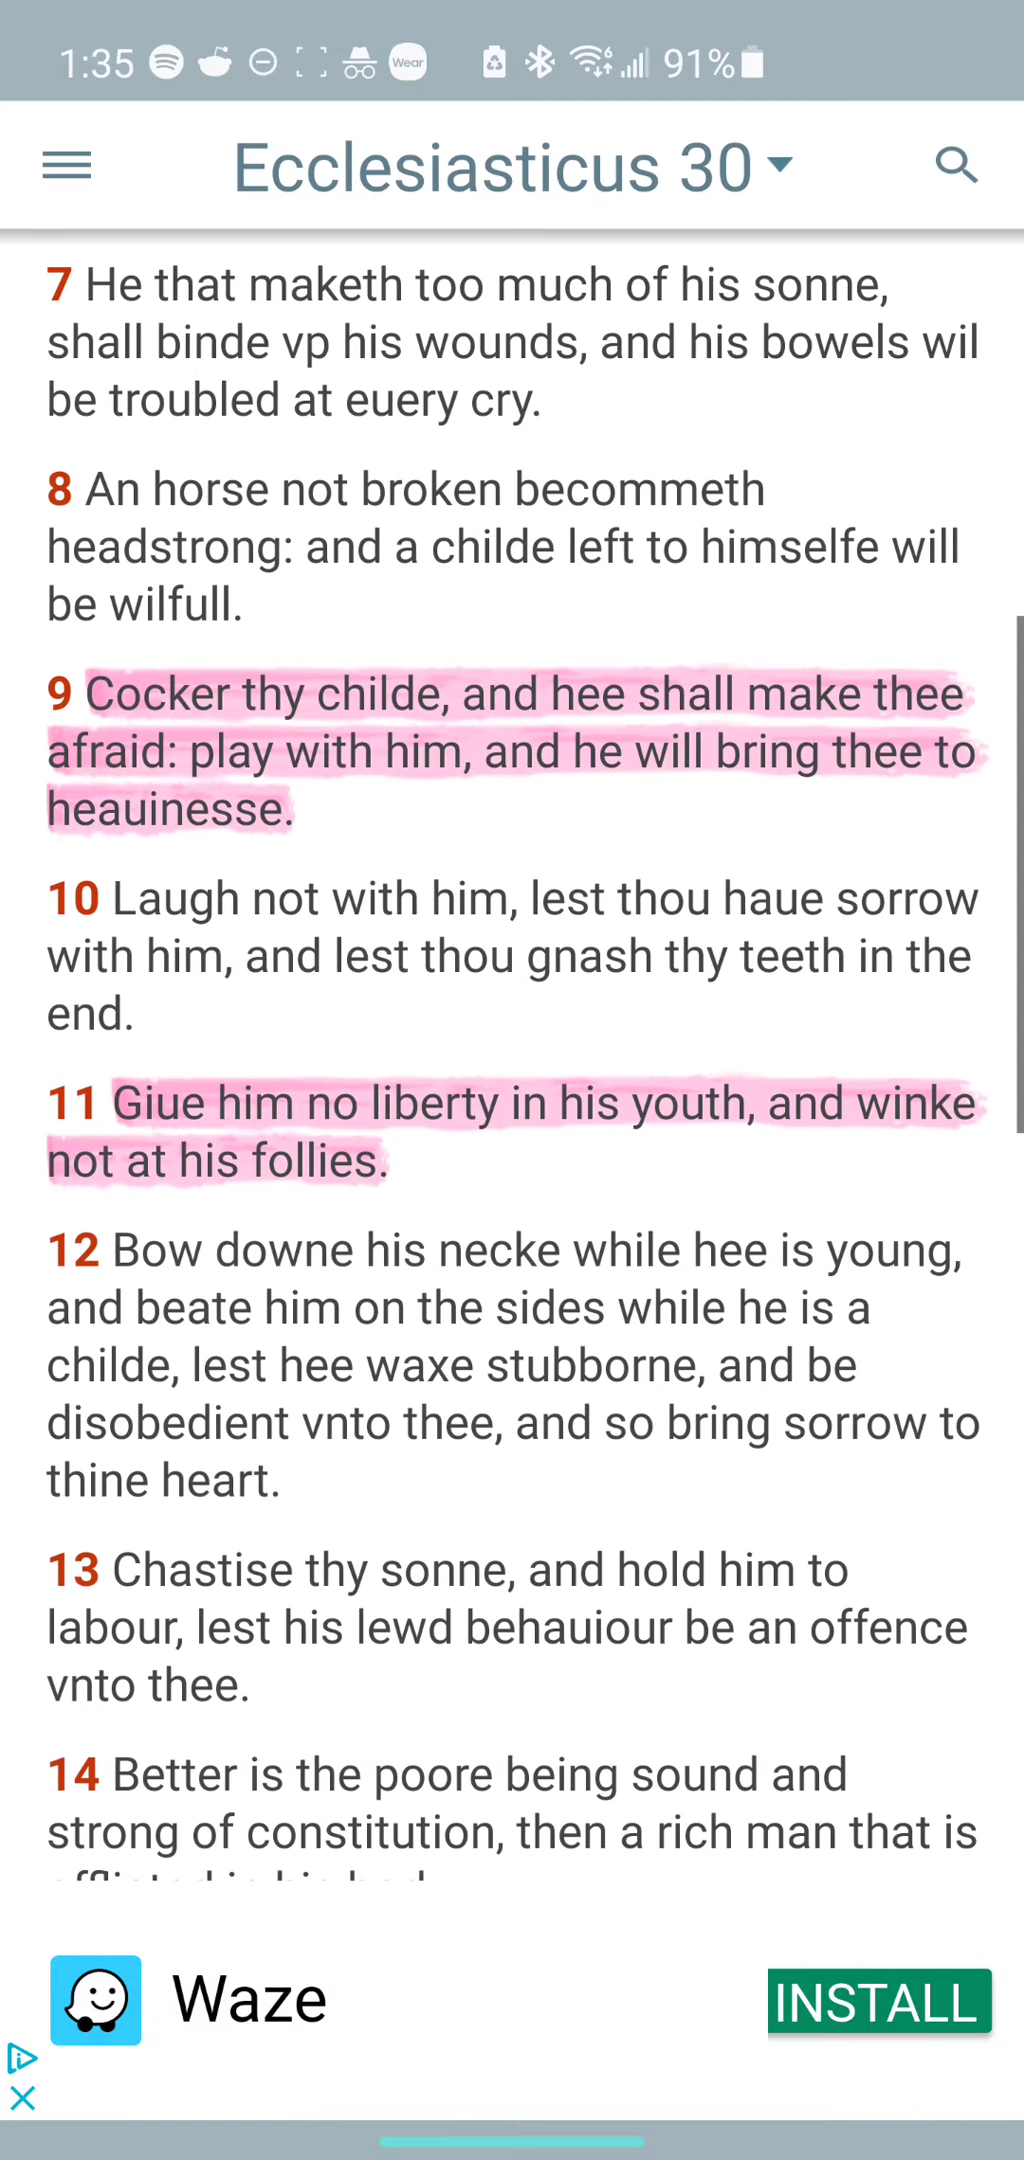 1:35 Wear 91%
Ecclesiasticus 30
7 He that maketh too much of his sonne,
shall binde vp his wounds, and his bowels wil
be troubled at euery cry.
8 An horse not broken becommeth
headstrong: and a childe left to himselfe will
be wilfull.
9 Cocker thy childe, and hee shall make thee
afraid: play with him, and he will bring thee to
heauinesse.
10 Laugh not with him, lest thou haue sorrow
with him, and lest thou gnash thy teeth in the
end.
11 Giue him no liberty in his youth, and winke
not at his follies.
12 Bow downe his necke while hee is young,
and beate him on the sides while he is a
childe, lest hee waxe stubborne, and be
disobedient vnto thee, and so bring sorrow to
thine heart.
13 Chastise thy sonne, and hold him to
labour, lest his lewd behauiour be an offence
vnto thee.
14 Better is the poore being sound and
strong of constitution, then a rich man that is
Waze
INSTALL